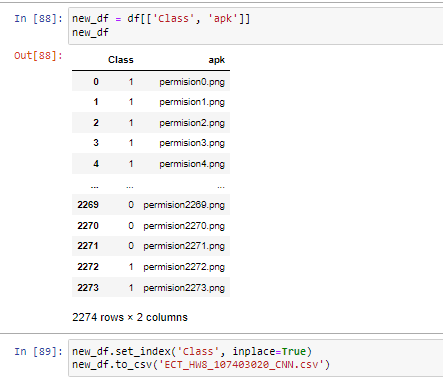 In [88]: new_df = df[['Class', 'apk']]
new_df
Out[88]:
Class apk
0 1 permision0.png
1 1 permision1.png
2 1 permision2.png
3 1 permision3.png
4 1 permision4.png
... ... ...
2269 0 permision2269.png
2270 0 permision2270.png
2271 0 permision2271.png
2272 1 permision2272.png
2273 1 permision2273.png
2274 rows × 2 columns
In [89]: new_df.set_index('Class', inplace=True)
new_df.to_csv('ECT_HW8_107403020_CNN.csv')